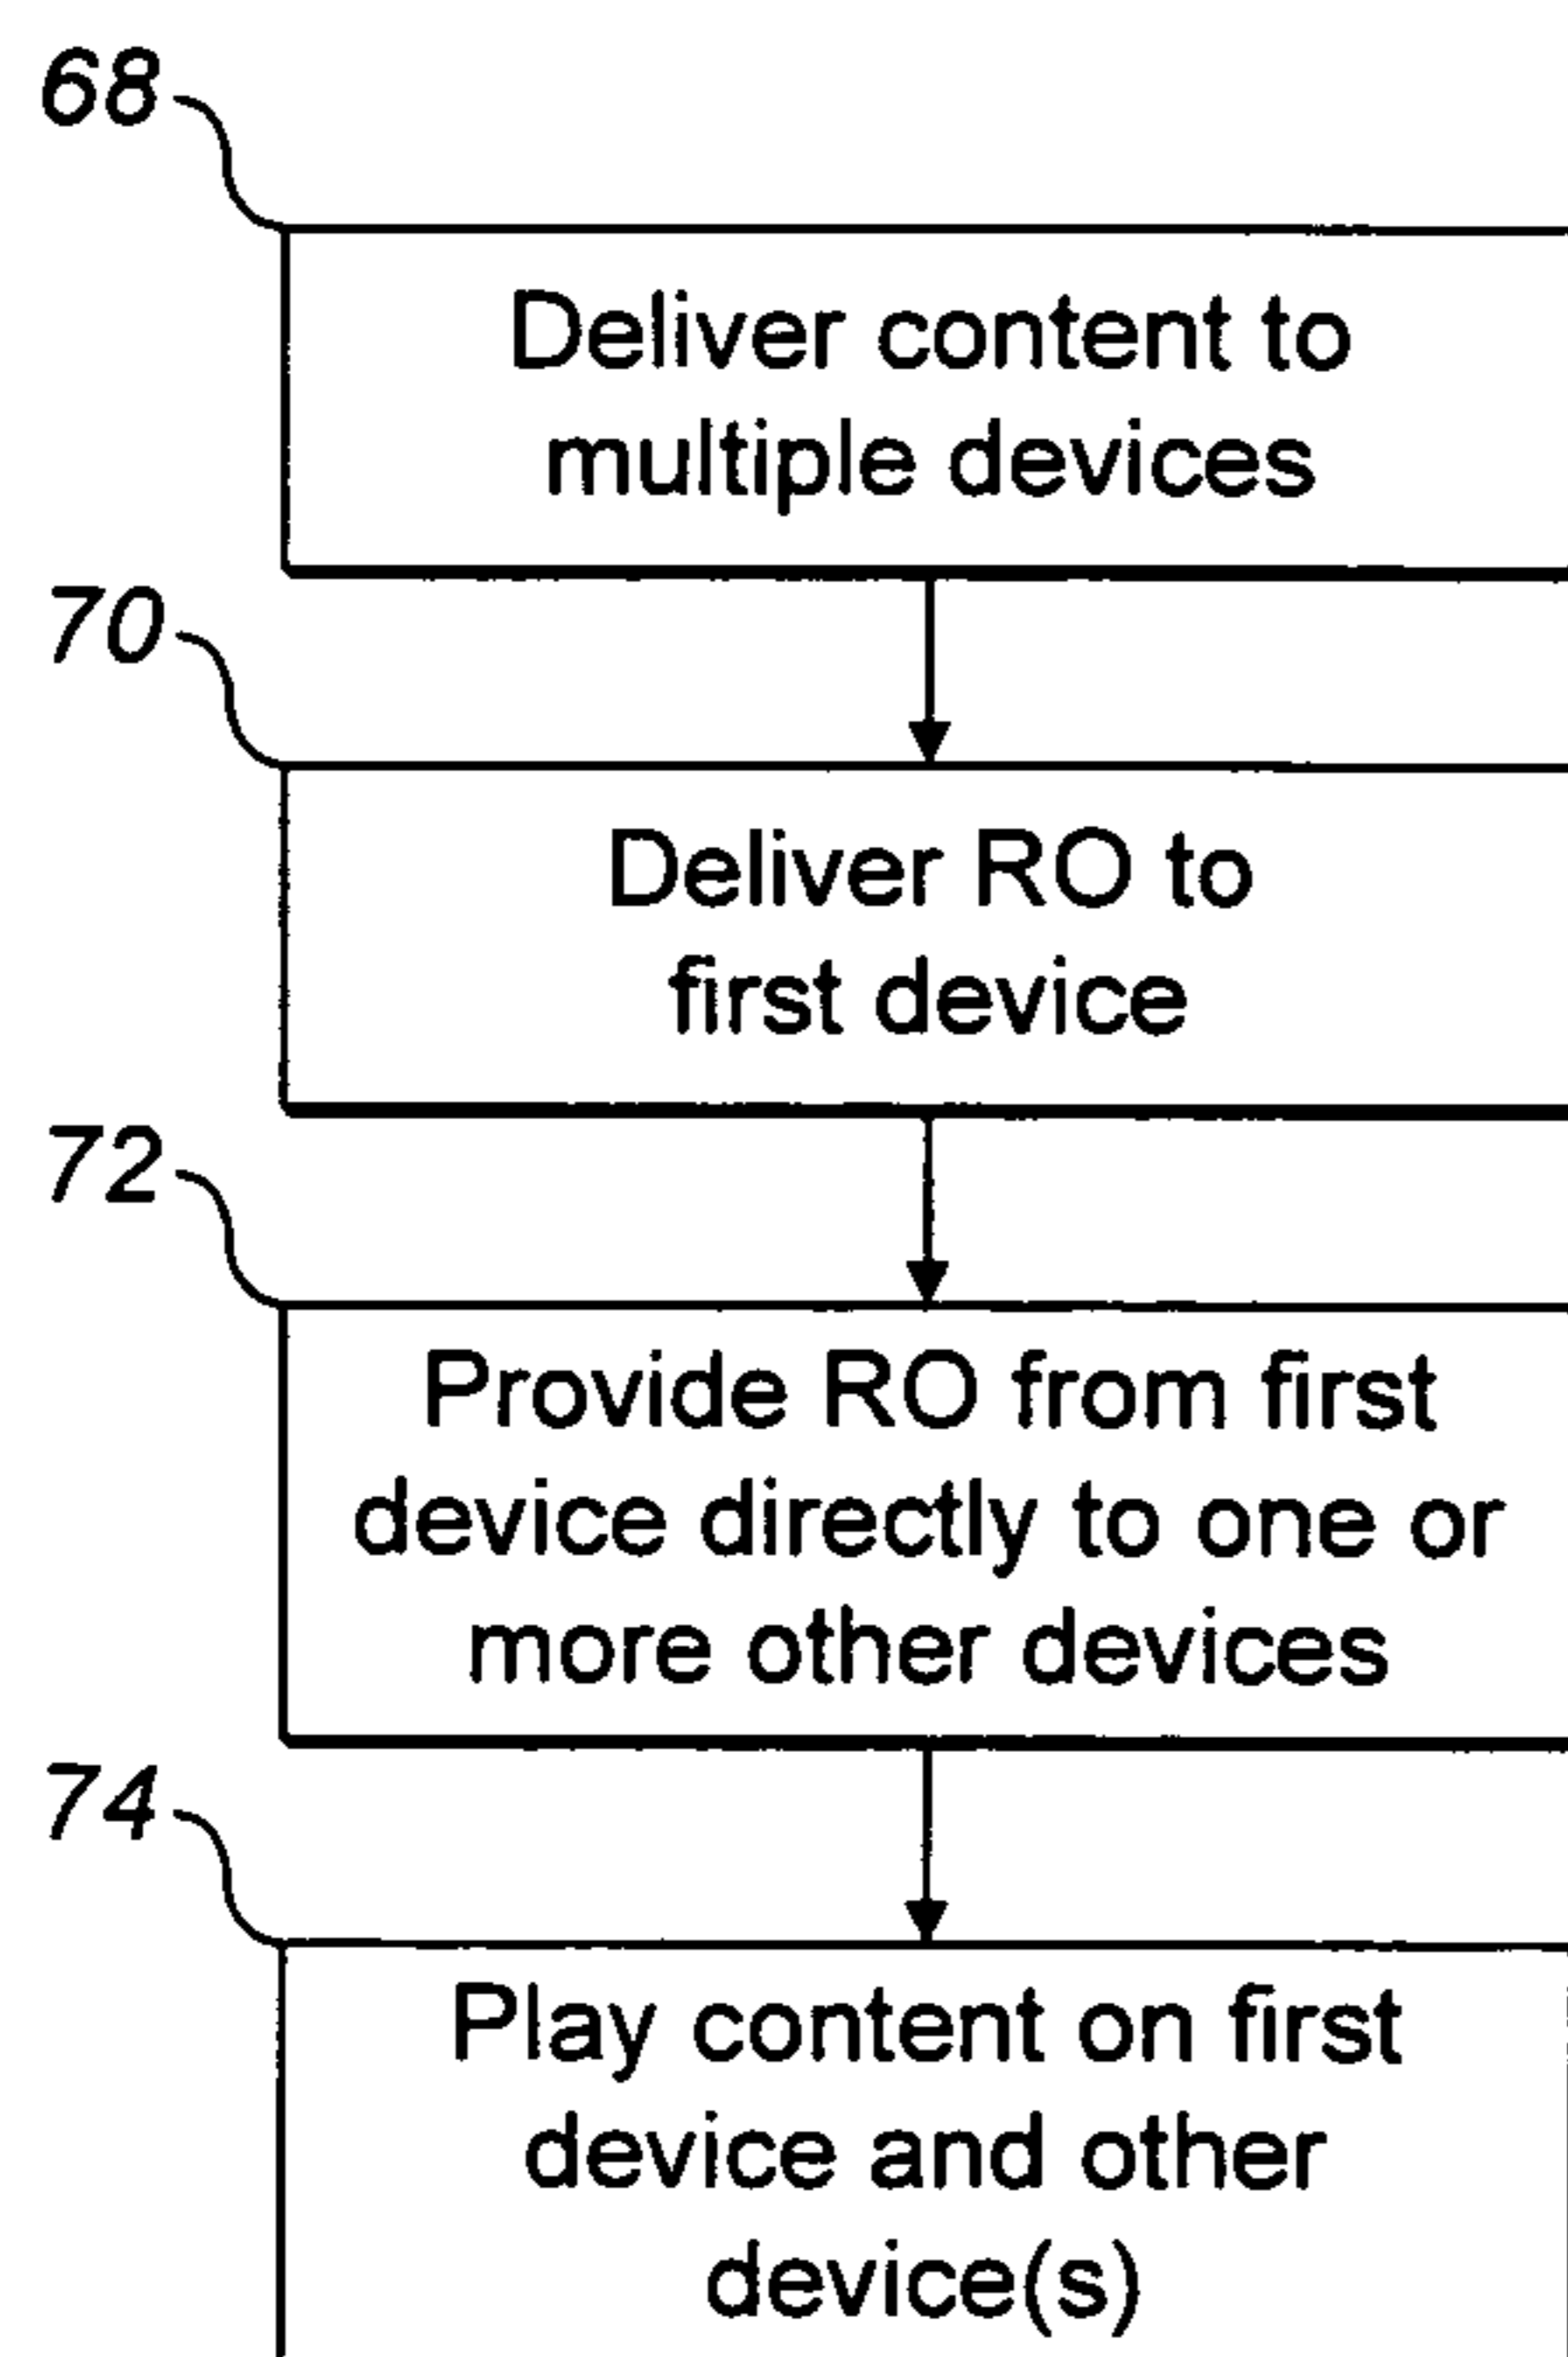 68
Deliver content to
multiple devices
70
Deliver RO to
first device
72
Provide RO from first
device directly to one or
more other devices
74
Play content on first
device and other
device(s)